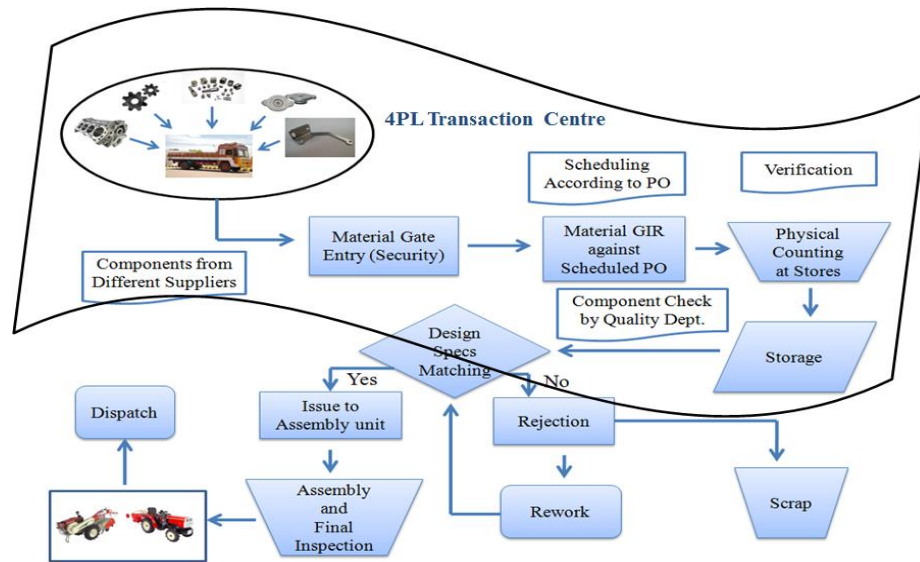 4PL Transaction Centre
Scheduling
According to PO
Verification
Material Gate
Entry (Security)
Material GIR
against
Scheduled PO
Physical
Counting
at Stores
Components from
Different Suppliers
Component Check
by Quality Dept.
Design
Specs
Matching
Storage
Yes
No
Dispatch
Issue to
Assembly unit
Rejection
Assembly
and
Final
Inspection
Rework
Scrap